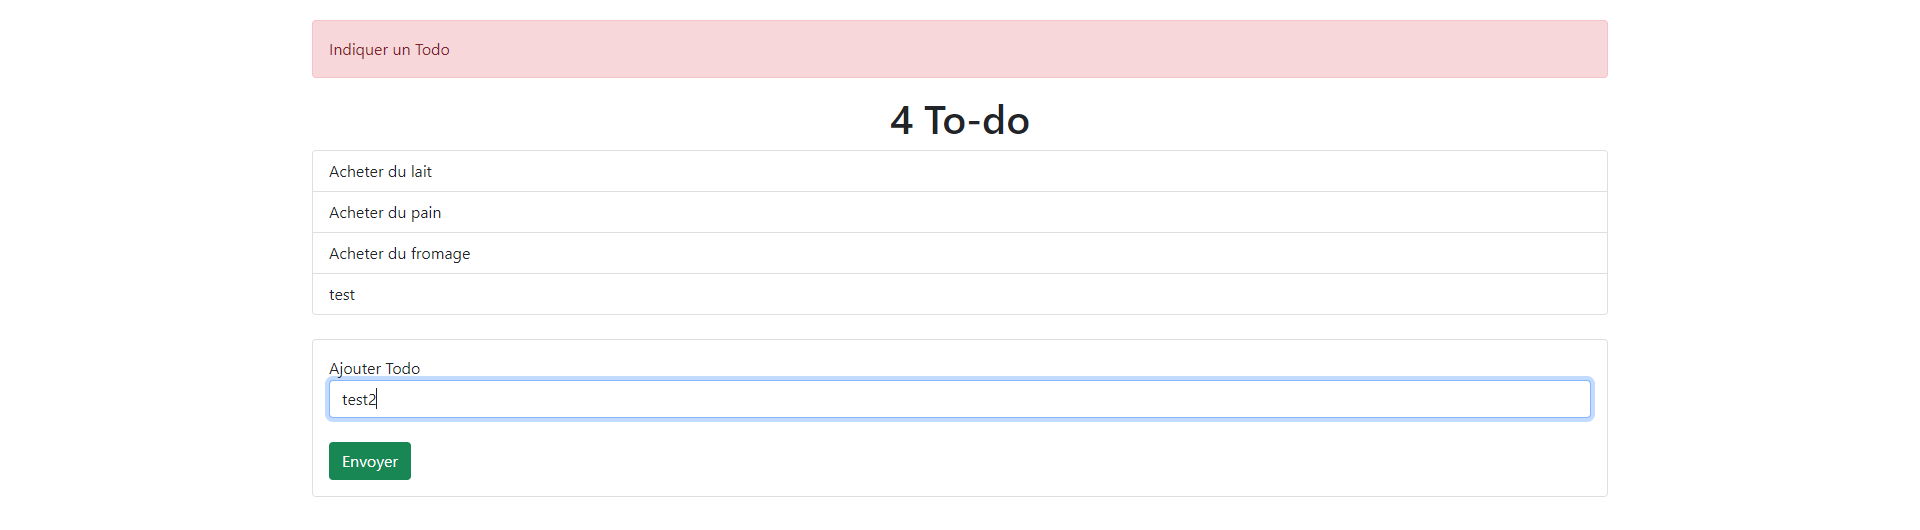 Indiquer un Todo
4 To-do
Acheter du lait
Acheter du pain
Acheter du fromage
test
Ajouter Todo
test2
Envoyer